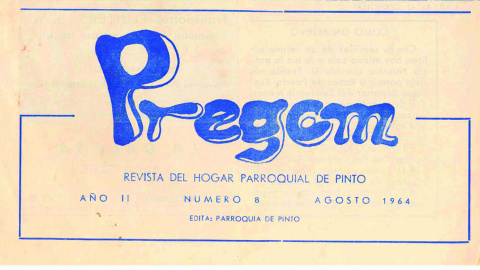 Pregom
REVISTA DEL HOGAR PARROQUIAL DE PINTO
AÑO II NUMERO 8 AGOSTO 1964
EDITA: PARROQUIA DE PINTO